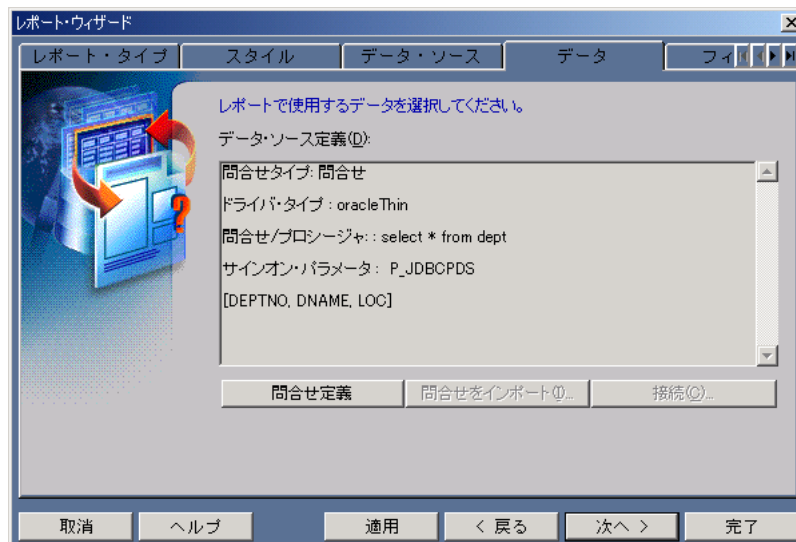 レポート・ウィザード
レポート・タイプ スタイル データ・ソース データ フィ
レポートで使用するデータを選択してください。
データ・ソース定義(D):
問合せタイプ: 問合せ
ドライバ・タイプ : oracleThin
問合せ/プロシージャ: : select * from dept
サインオン・パラメータ : P_JDBCPDS
[DEPTNO, DNAME, LOC]
問合せ定義 問合せをインポート(I)... 接続(C)...
取消 ヘルプ 適用 < 戻る 次へ > 完了